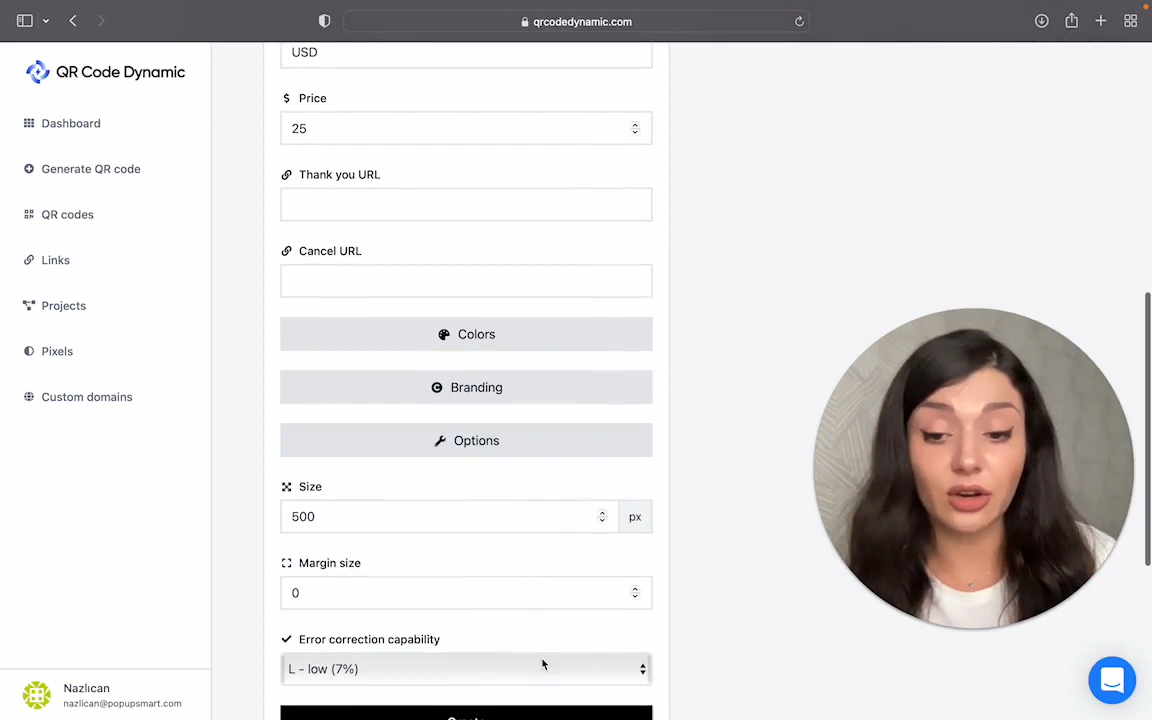 qrcodedynamic.com
QR Code Dynamic
Dashboard
Generate QR code
QR codes
Links
Projects
Pixels
Custom domains
Nazlıcan
nazlican@popupsmart.com
USD
$ Price
25
Thank you URL
Cancel URL
Colors
Branding
Options
Size
500 px
Margin size
0
Error correction capability
L - low (7%)